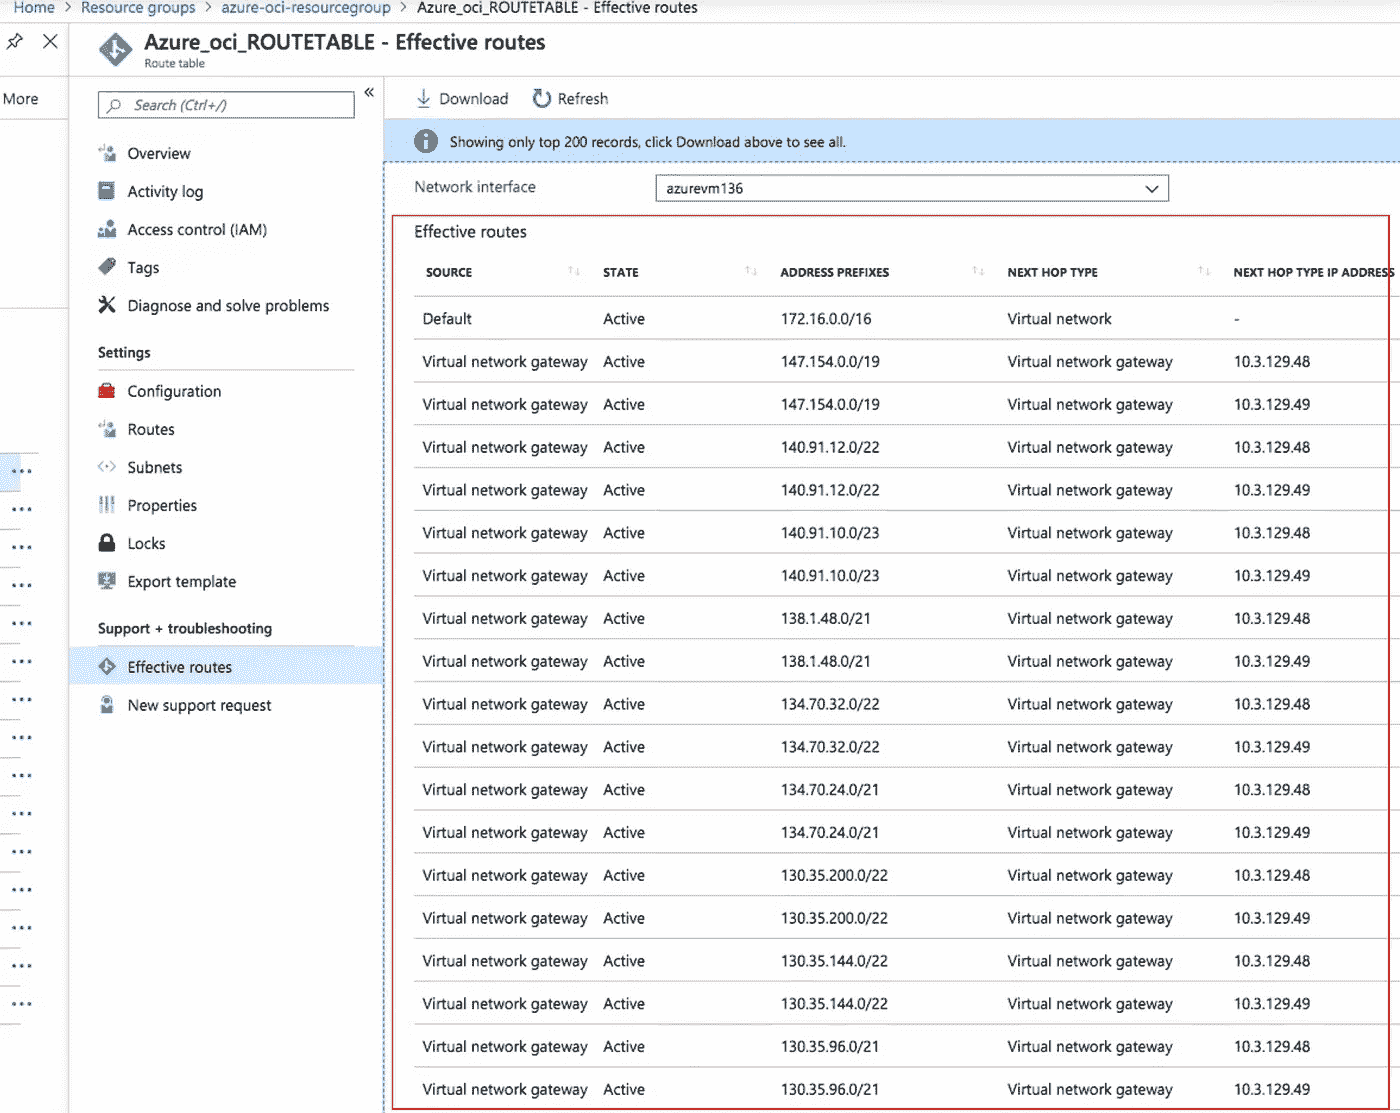 Home > Resource groups > azure-oci-resourcegroup > Azure_oci_ROUTETABLE - Effective routes
Azure_oci_ROUTETABLE - Effective routes
Route table
More
Search (Ctrl+/)
«
Overview
Activity log
Access control (IAM)
Tags
Diagnose and solve problems
Settings
Configuration
Routes
Subnets
Properties
Locks
Export template
Support + troubleshooting
Effective routes
New support request
Download Refresh
Showing only top 200 records, click Download above to see all.
Network interface azurevm136
Effective routes
SOURCE STATE ADDRESS PREFIXES NEXT HOP TYPE NEXT HOP TYPE IP ADDRESS
Default Active 172.16.0.0/16 Virtual network -
Virtual network gateway Active 147.154.0.0/19 Virtual network gateway 10.3.129.48
Virtual network gateway Active 147.154.0.0/19 Virtual network gateway 10.3.129.49
Virtual network gateway Active 140.91.12.0/22 Virtual network gateway 10.3.129.48
Virtual network gateway Active 140.91.12.0/22 Virtual network gateway 10.3.129.49
Virtual network gateway Active 140.91.10.0/23 Virtual network gateway 10.3.129.48
Virtual network gateway Active 140.91.10.0/23 Virtual network gateway 10.3.129.49
Virtual network gateway Active 138.1.48.0/21 Virtual network gateway 10.3.129.48
Virtual network gateway Active 138.1.48.0/21 Virtual network gateway 10.3.129.49
Virtual network gateway Active 134.70.32.0/22 Virtual network gateway 10.3.129.48
Virtual network gateway Active 134.70.32.0/22 Virtual network gateway 10.3.129.49
Virtual network gateway Active 134.70.24.0/21 Virtual network gateway 10.3.129.48
Virtual network gateway Active 134.70.24.0/21 Virtual network gateway 10.3.129.49
Virtual network gateway Active 130.35.200.0/22 Virtual network gateway 10.3.129.48
Virtual network gateway Active 130.35.200.0/22 Virtual network gateway 10.3.129.49
Virtual network gateway Active 130.35.144.0/22 Virtual network gateway 10.3.129.48
Virtual network gateway Active 130.35.144.0/22 Virtual network gateway 10.3.129.49
Virtual network gateway Active 130.35.96.0/21 Virtual network gateway 10.3.129.48
Virtual network gateway Active 130.35.96.0/21 Virtual network gateway 10.3.129.49